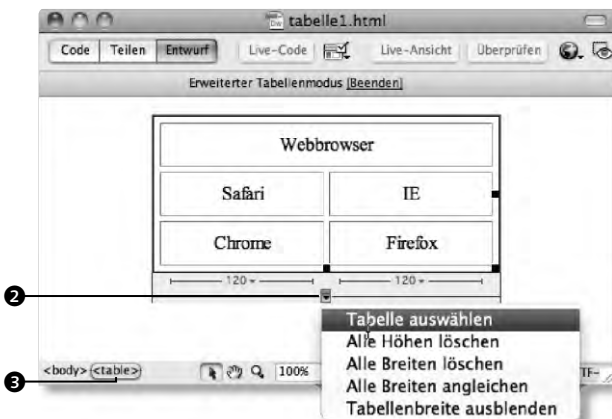 tabelle1.html
Code Teilen Entwurf Live-Code Live-Ansicht Überprüfen
Erweiterter Tabellenmodus [Beenden]
Webbrowser
Safari IE
Chrome Firefox
120 120
2
Tabelle auswählen
Alle Höhen löschen
Alle Breiten löschen
Alle Breiten angleichen
Tabellenbreite ausblenden
<body> <table> 100% TF-
3